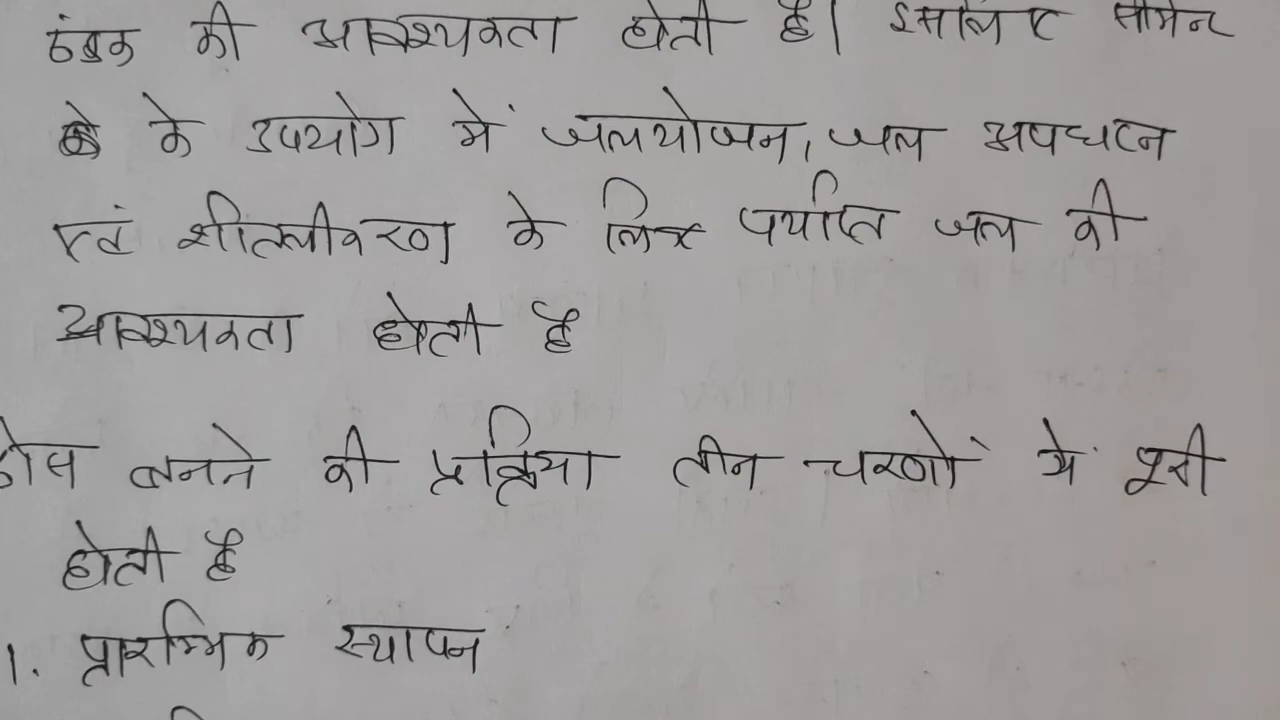 ठंडक की आवश्यकता होती है। इसलिए सीमेन्ट
के उपयोग में जलयोजन, जल अपघटन
एवं शीतलीकरण के लिए पर्याप्त जल की
आवश्यकता होती है
ठोस बनने की प्रक्रिया तीन चरणों में पूरी
होती है
1. प्रारम्भिक स्थापन